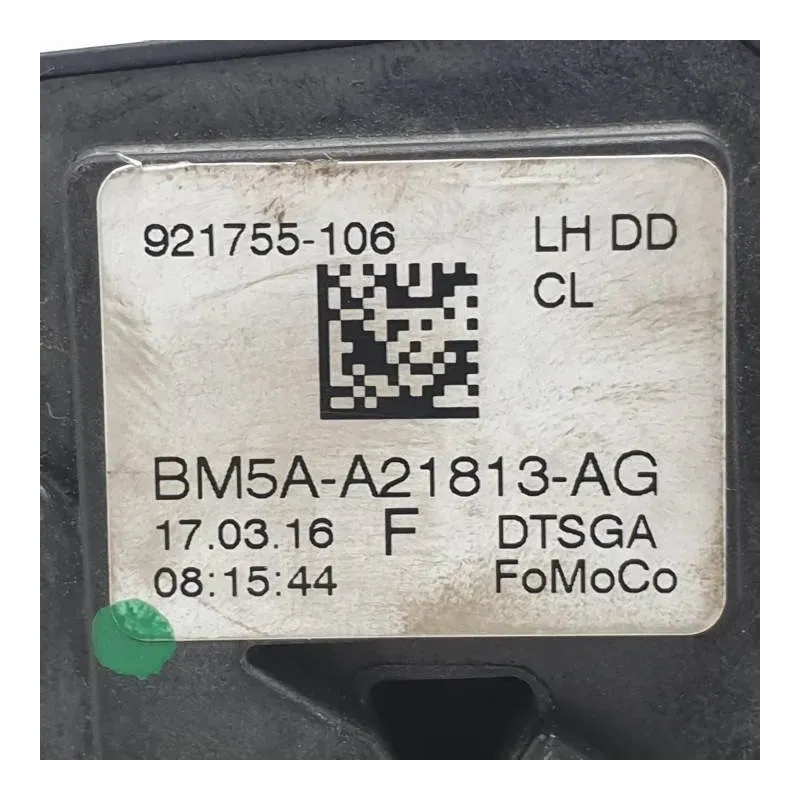 921755-106 LH DD
CL
BM5A-A21813-AG
17.03.16 F DTSGA
08:15:44 FoMoCo